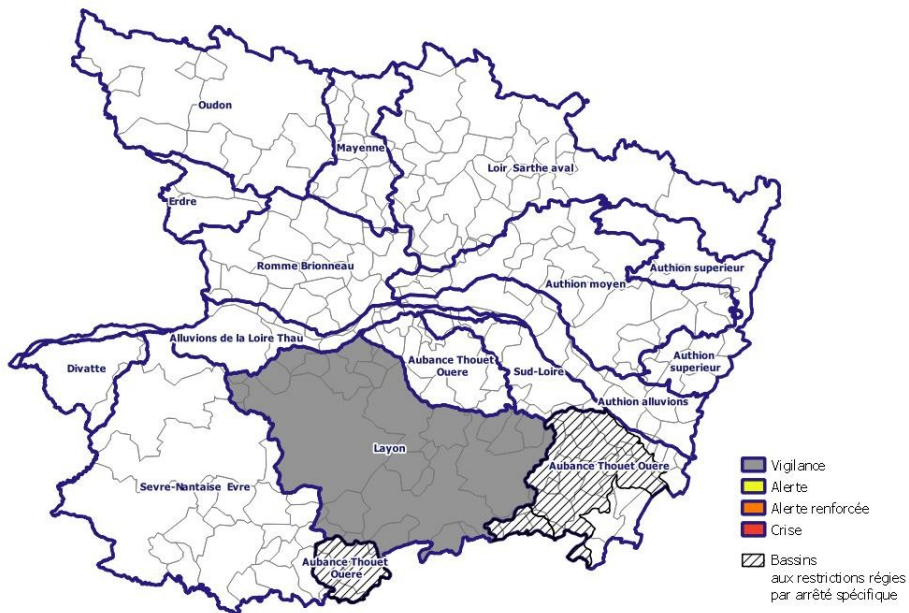 Oudon
Mayenne
Loir Sarthe aval
Erdre
Romme Brionneau
Authion superieur
Authion moyen
Alluvions de la Loire Thau
Divatte
Aubance Thouet
Ouere
Sud-Loire
Authion
superieur
Authion alluvions
Layon
Aubance Thouet Ouere
Sevre-Nantaise Evre
Aubance Thouet
Ouere
Vigilance
Alerte
Alerte renforcée
Crise
Bassins
aux restrictions régies
par arrêté spécifique